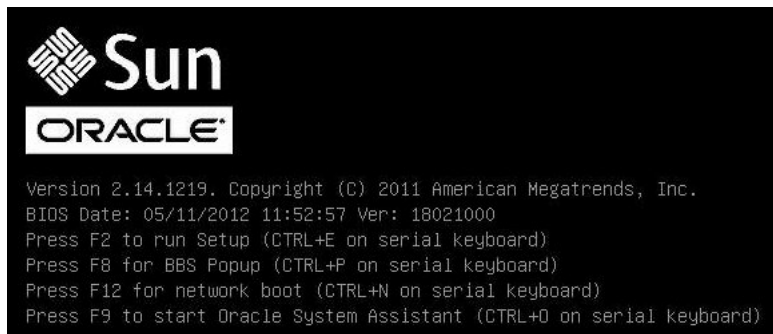 Sun
ORACLE
Version 2.14.1219. Copyright (C) 2011 American Megatrends, Inc.
BIOS Date: 05/11/2012 11:52:57 Ver: 18021000
Press F2 to run Setup (CTRL+E on serial keyboard)
Press F8 for BBS Popup (CTRL+P on serial keyboard)
Press F12 for network boot (CTRL+N on serial keyboard)
Press F9 to start Oracle System Assistant (CTRL+O on serial keyboard)